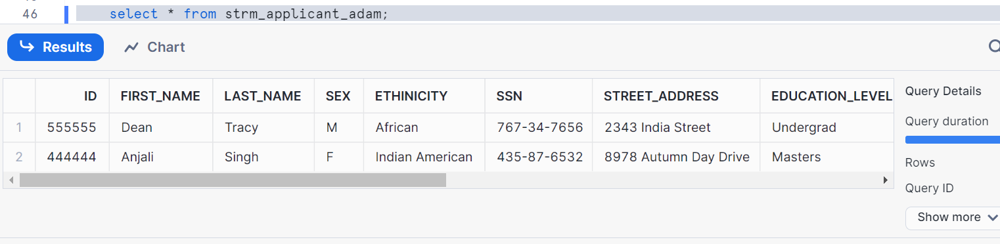 46 select * from strm_applicant_adam;
Results Chart
ID FIRST_NAME LAST_NAME SEX ETHINICITY SSN STREET_ADDRESS EDUCATION_LEVEL
1 555555 Dean Tracy M African 767-34-7656 2343 India Street Undergrad
2 444444 Anjali Singh F Indian American 435-87-6532 8978 Autumn Day Drive Masters
Query Details
Query duration
Rows
Query ID
Show more